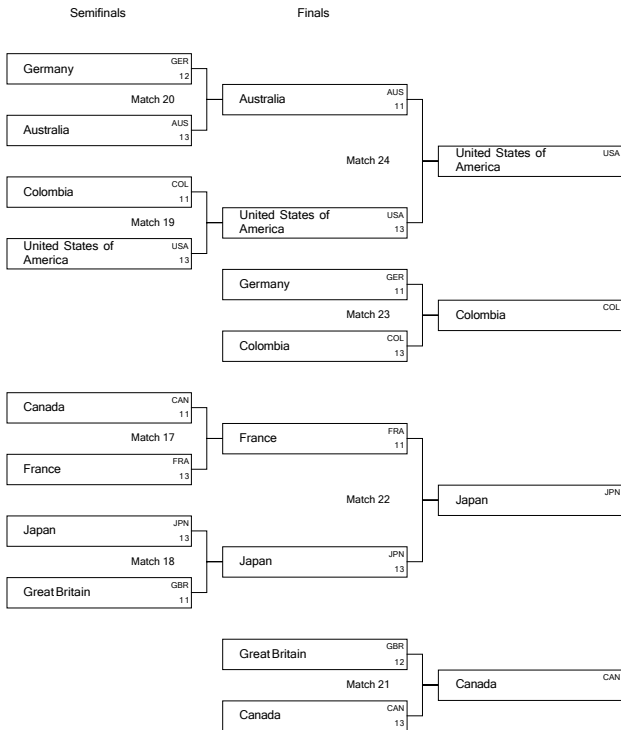 Semifinals Finals
Germany GER 12
Match 20
Australia AUS 13
Australia AUS 11
Match 24
United States of America USA
Colombia COL 11
Match 19
United States of America USA 13
United States of America USA 13
Germany GER 11
Match 23
Colombia COL 13
Colombia COL
Canada CAN 11
Match 17
France FRA 13
France FRA 11
Match 22
Japan JPN
Japan JPN 13
Match 18
Great Britain GBR 11
Japan JPN 13
Great Britain GBR 12
Match 21
Canada CAN 13
Canada CAN